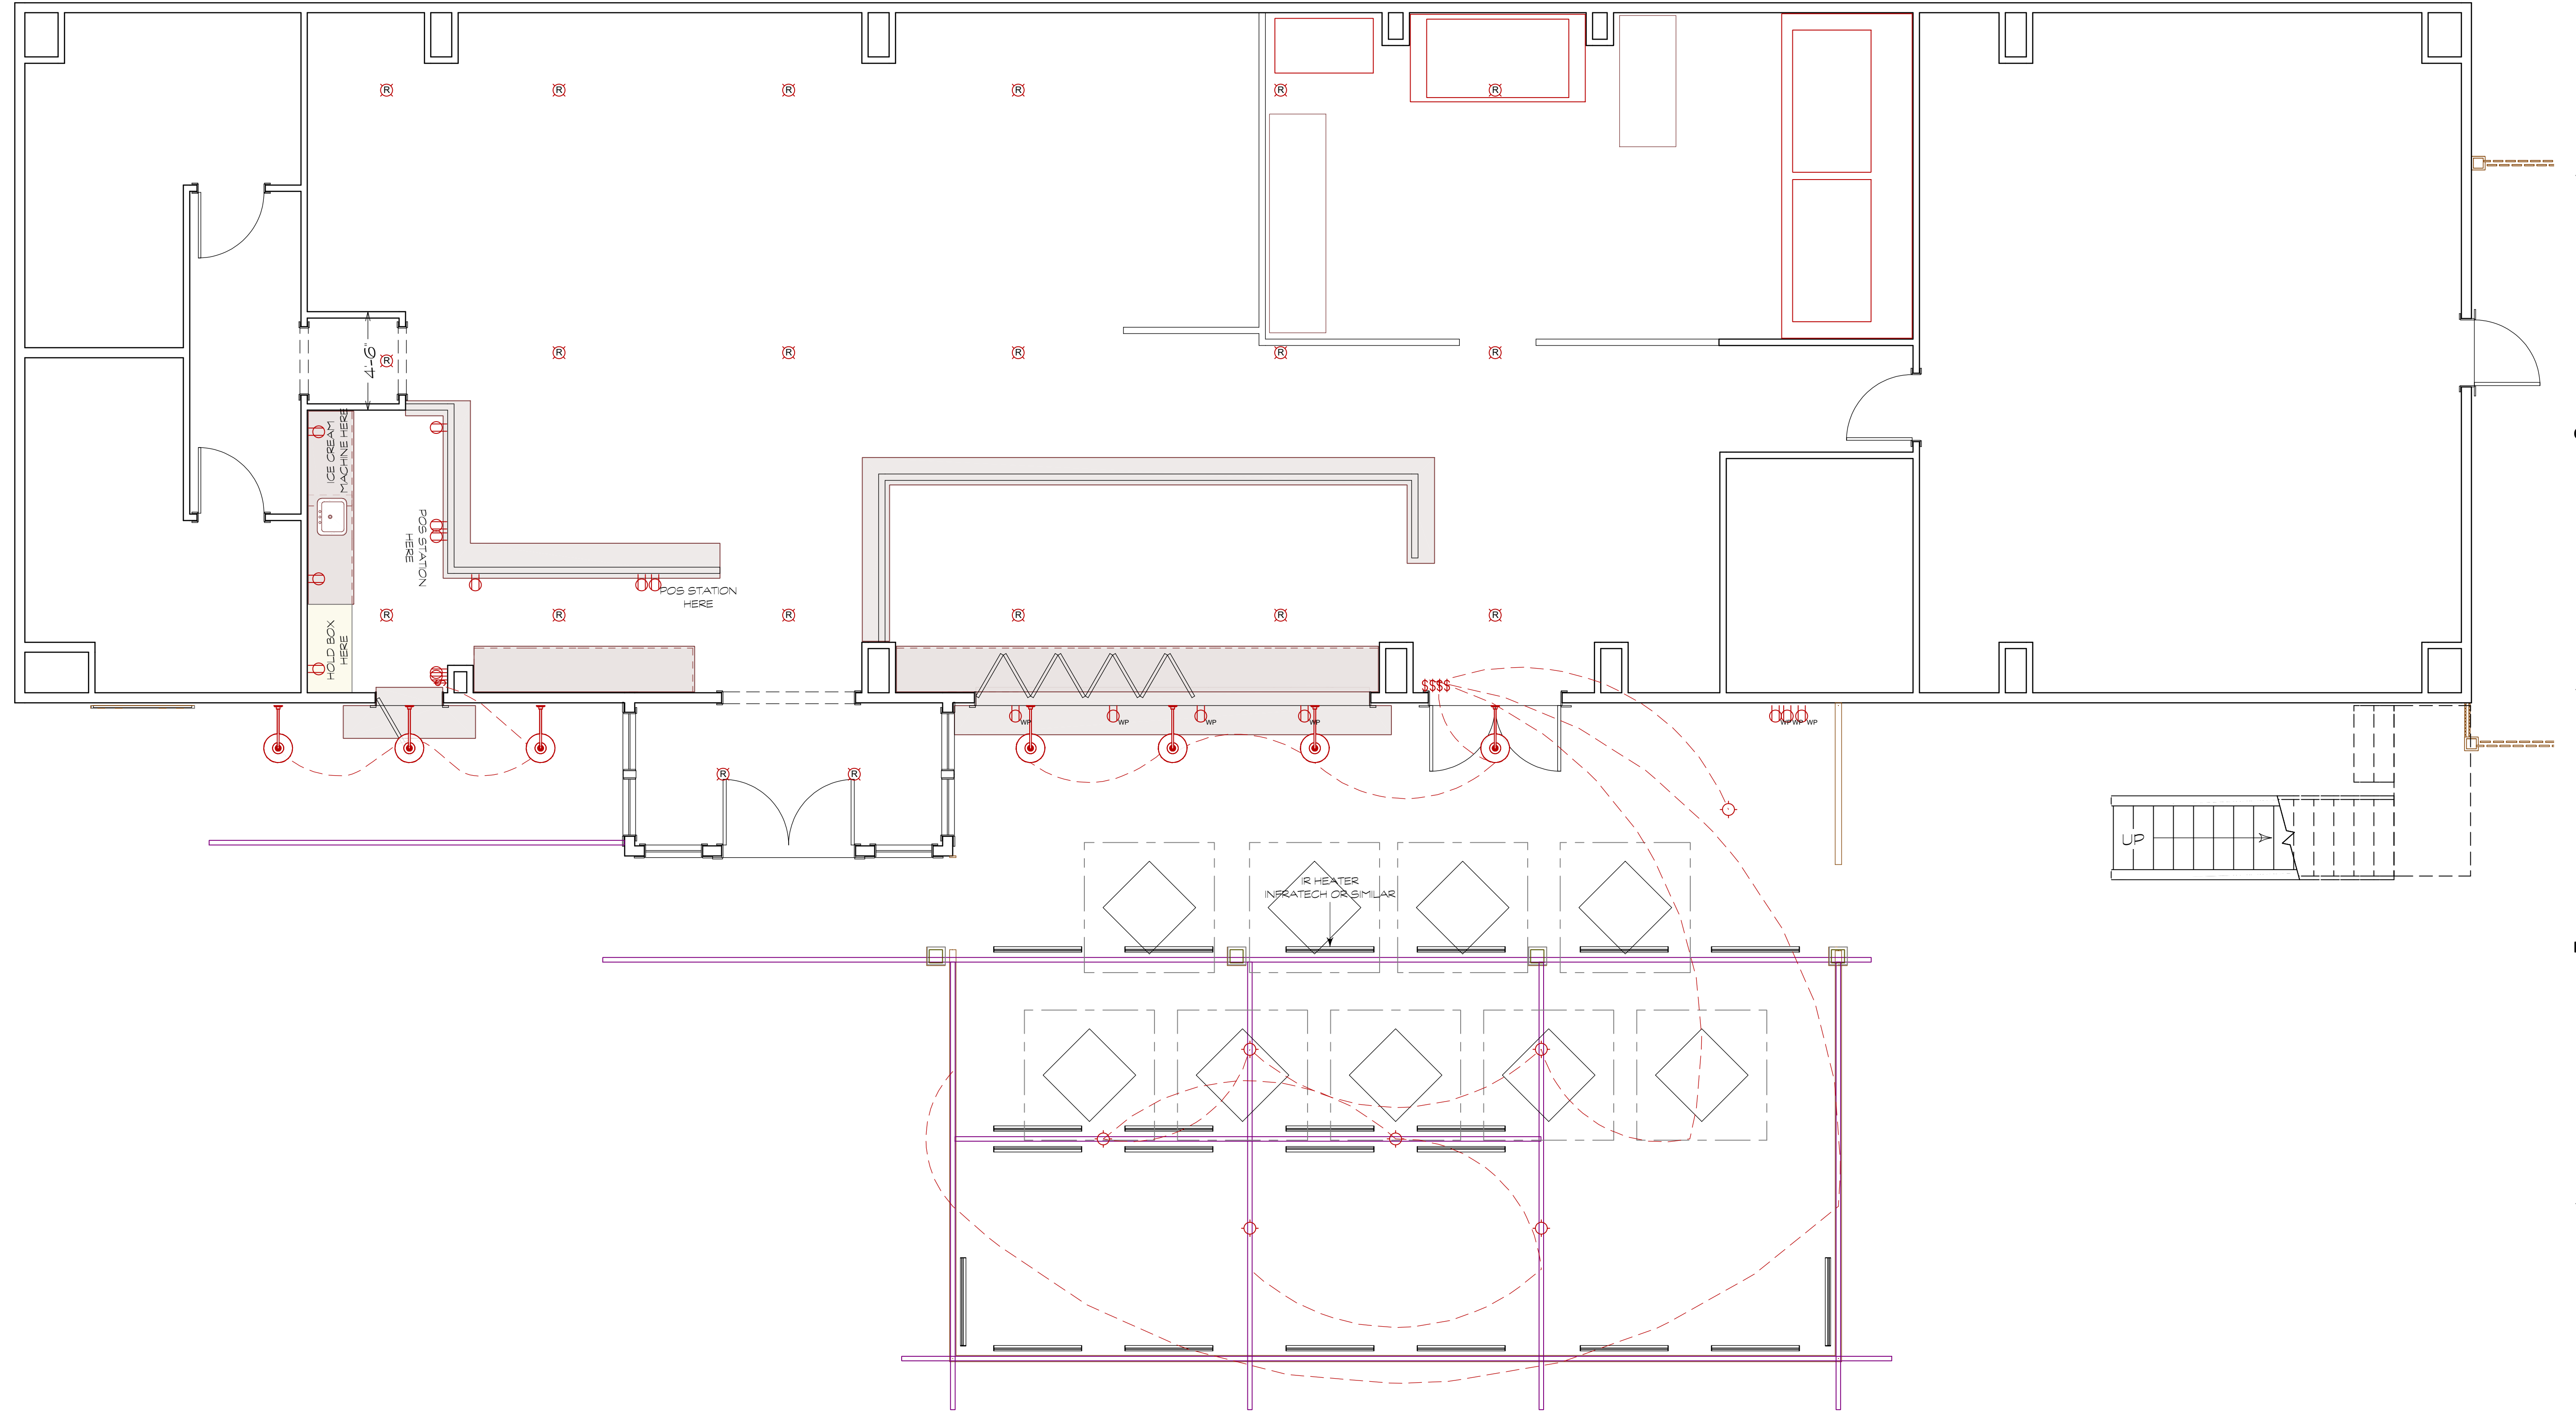 R
R
R
R
R
R
4'-6"
R
R
R
R
R
R
ICE CREAM
MACHINE HERE
POS STATION
HERE
POS STATION
HERE
HOLD BOX
HERE
R
R
R
R
R
R
$$$$
WP
WP
WP
WP
WP
WP
WP
R
R
UP
A
IR HEATER
INFRATECH OR SIMILAR